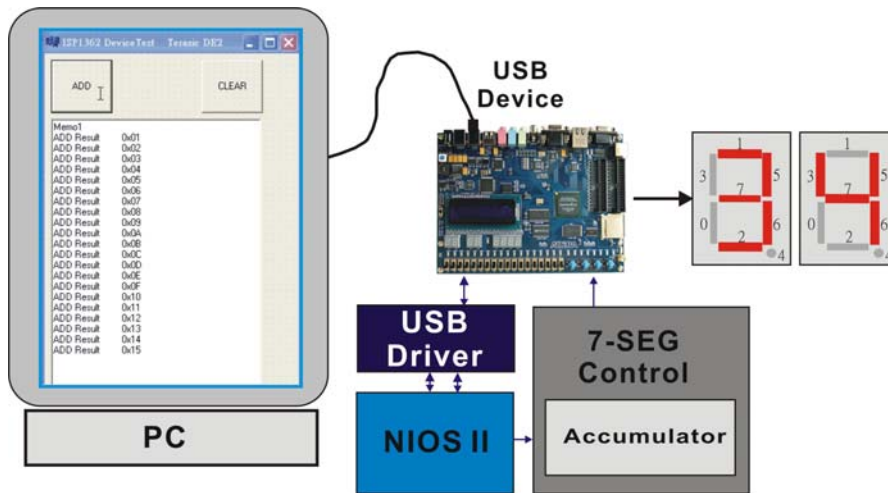 ISP1362 DeviceTest Terasic DE2
ADD
CLEAR
Memo1
ADD Result 0x01
ADD Result 0x02
ADD Result 0x03
ADD Result 0x04
ADD Result 0x05
ADD Result 0x06
ADD Result 0x07
ADD Result 0x08
ADD Result 0x09
ADD Result 0x0A
ADD Result 0x0B
ADD Result 0x0C
ADD Result 0x0D
ADD Result 0x0E
ADD Result 0x0F
ADD Result 0x10
ADD Result 0x11
ADD Result 0x12
ADD Result 0x13
ADD Result 0x14
ADD Result 0x15
PC
USB
Device
1
3
5
7
0
6
2
4
1
3
5
7
0
6
2
4
USB
Driver
NIOS II
7-SEG
Control
Accumulator